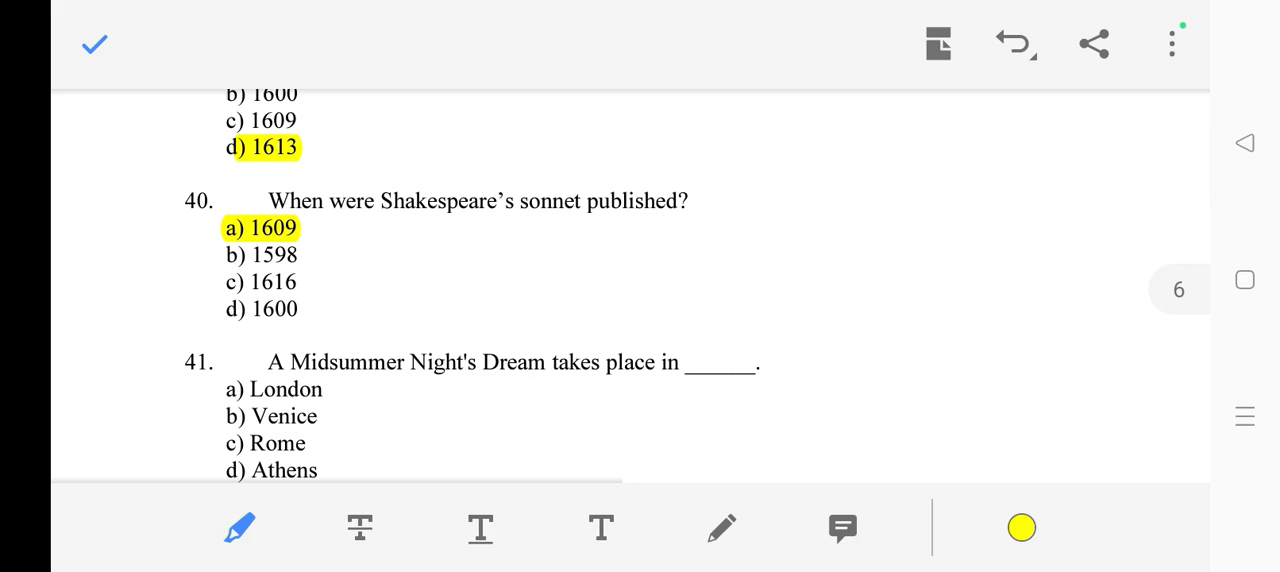 b) 1600
c) 1609
d) 1613
40. When were Shakespeare’s sonnet published?
a) 1609
b) 1598
c) 1616
d) 1600
6
41. A Midsummer Night's Dream takes place in ______.
a) London
b) Venice
c) Rome
d) Athens
T T T